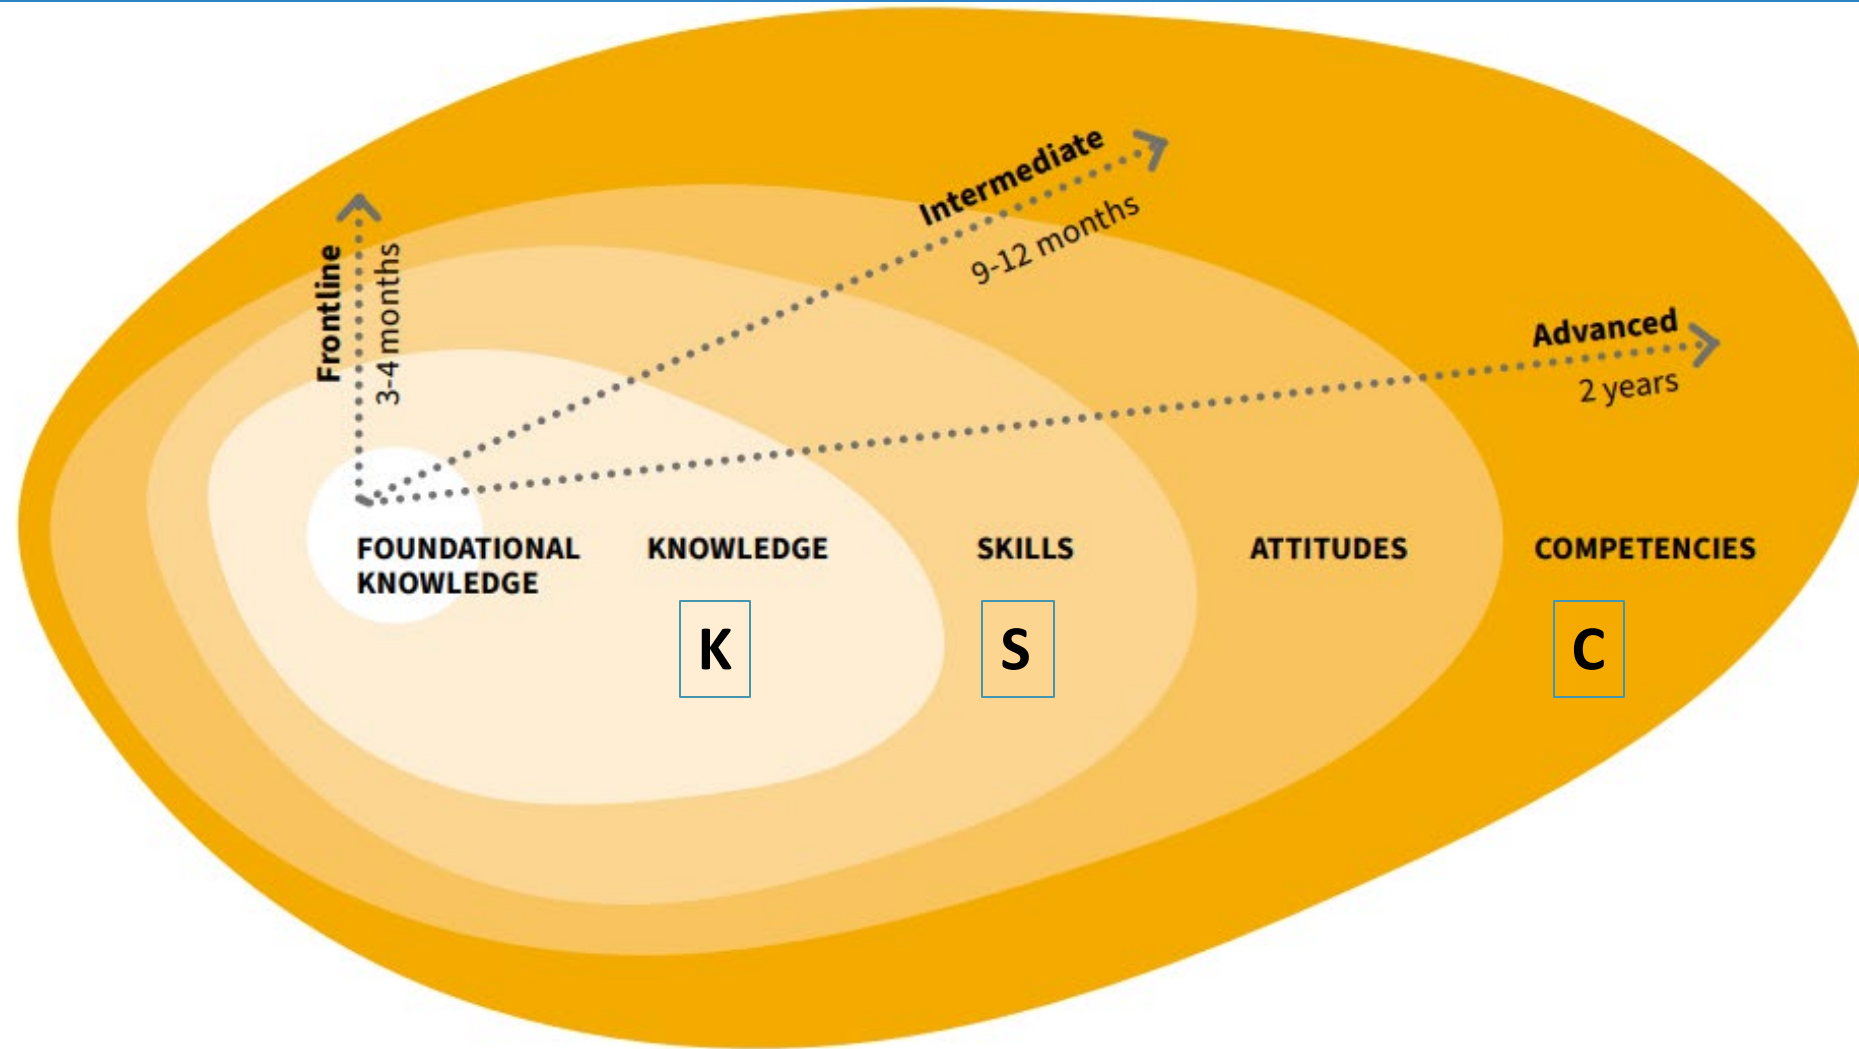 Frontline
3-4 months
Intermediate
9-12 months
Advanced
2 years
FOUNDATIONAL
KNOWLEDGE
KNOWLEDGE
SKILLS
ATTITUDES
COMPETENCIES
K
S
C